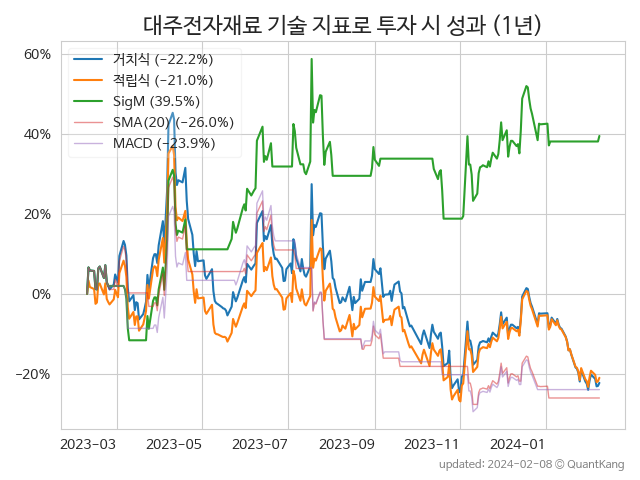 대주전자재료 기술 지표로 투자 시 성과 (1년)
60%
40%
20%
0%
−20%
거치식 (−22.2%)
적립식 (−21.0%)
SigM (39.5%)
SMA(20) (−26.0%)
MACD (−23.9%)
2023-03 2023-05 2023-07 2023-09 2023-11 2024-01
updated: 2024-02-08 © QuantKang